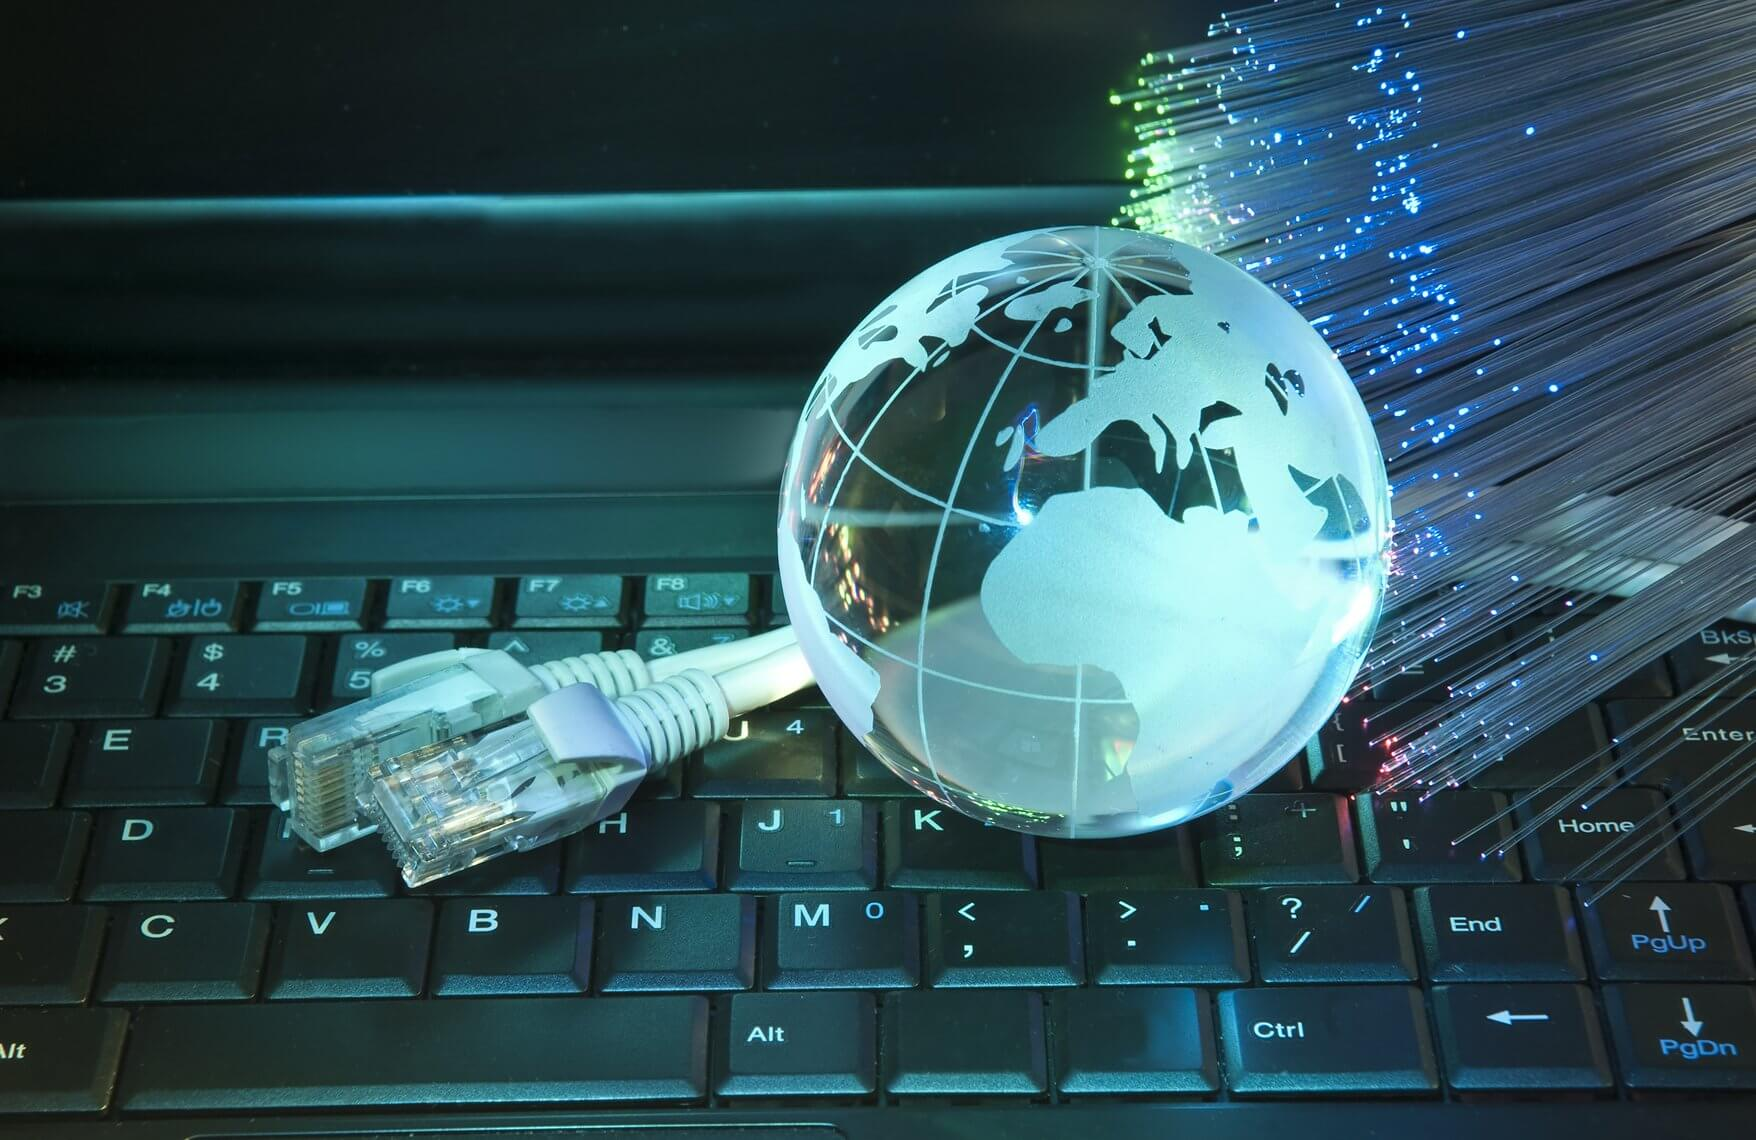 F3 F4 F5 F6 F7 F8
# $ % ^ & 7
3 4 5
E R U 4
{
[
Bksp
Enter
D H J 1 K : + "
; '
Home
C V B N M 0 < > ? / End PgUp
, . /
Alt Alt Ctrl PgDn